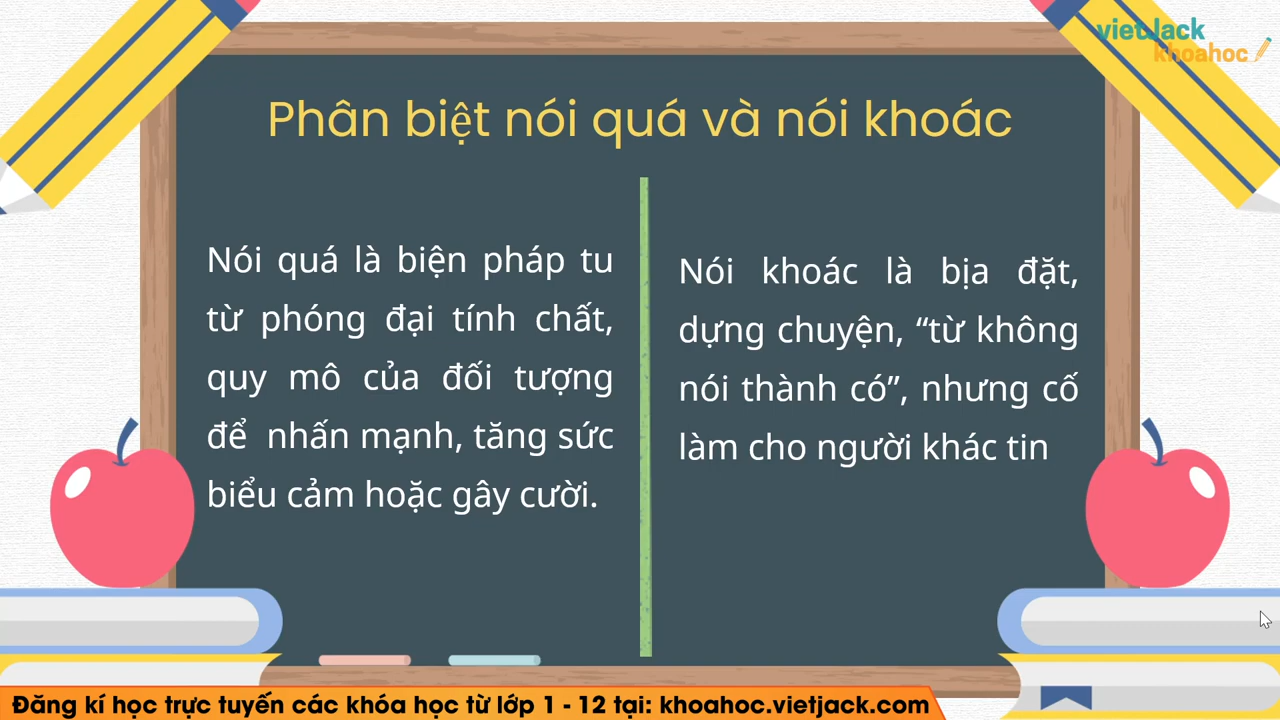 vietJack
khoahoc
Phân biệt nói quá và nói khoác
Nói quá là biện pháp tu
từ phóng đại tính chất,
quy mô của đối tượng
để nhấn mạnh, tăng sức
biểu cảm hoặc gây cười.
Nói khoác là bịa đặt,
dựng chuyện, “từ không
nói thành có”, nhưng cố
làm cho người khác tin
Đăng kí học trực tuyến các khóa học từ lớp 1 - 12 tại: khoahoc.vietjack.com